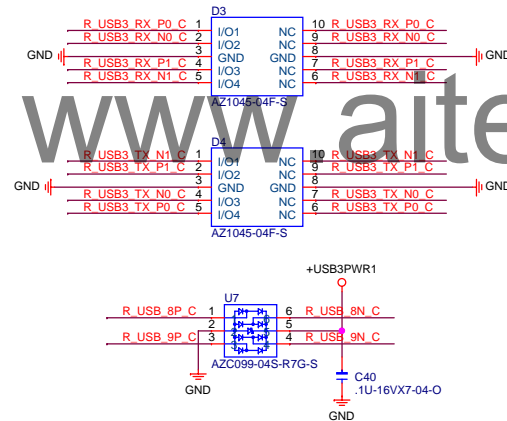 D3
R_USB3_RX_P0_C 1 I/O1 NC 10 R_USB3_RX_P0_C
R_USB3_RX_N0_C 2 I/O2 NC 9 R_USB3_RX_N0_C
GND 3 GND GND 8 GND
R_USB3_RX_P1_C 4 I/O3 NC 7 R_USB3_RX_P1_C
R_USB3_RX_N1_C 5 I/O4 NC 6 R_USB3_RX_N1_C
AZ1045-04F-S
www.aite
D4
R_USB3_TX_N1_C 1 I/O1 NC 10 R_USB3_TX_N1_C
R_USB3_TX_P1_C 2 I/O2 NC 9 R_USB3_TX_P1_C
GND 3 GND GND 8 GND
R_USB3_TX_N0_C 4 I/O3 NC 7 R_USB3_TX_N0_C
R_USB3_TX_P0_C 5 I/O4 NC 6 R_USB3_TX_P0_C
AZ1045-04F-S
+USB3PWR1
U7
R_USB_8P_C 1 6 R_USB_8N_C
2 5
R_USB_9P_C 3 4 R_USB_9N_C
AZC099-04S-R7G-S
GND
C40
.1U-16VX7-04-O
GND